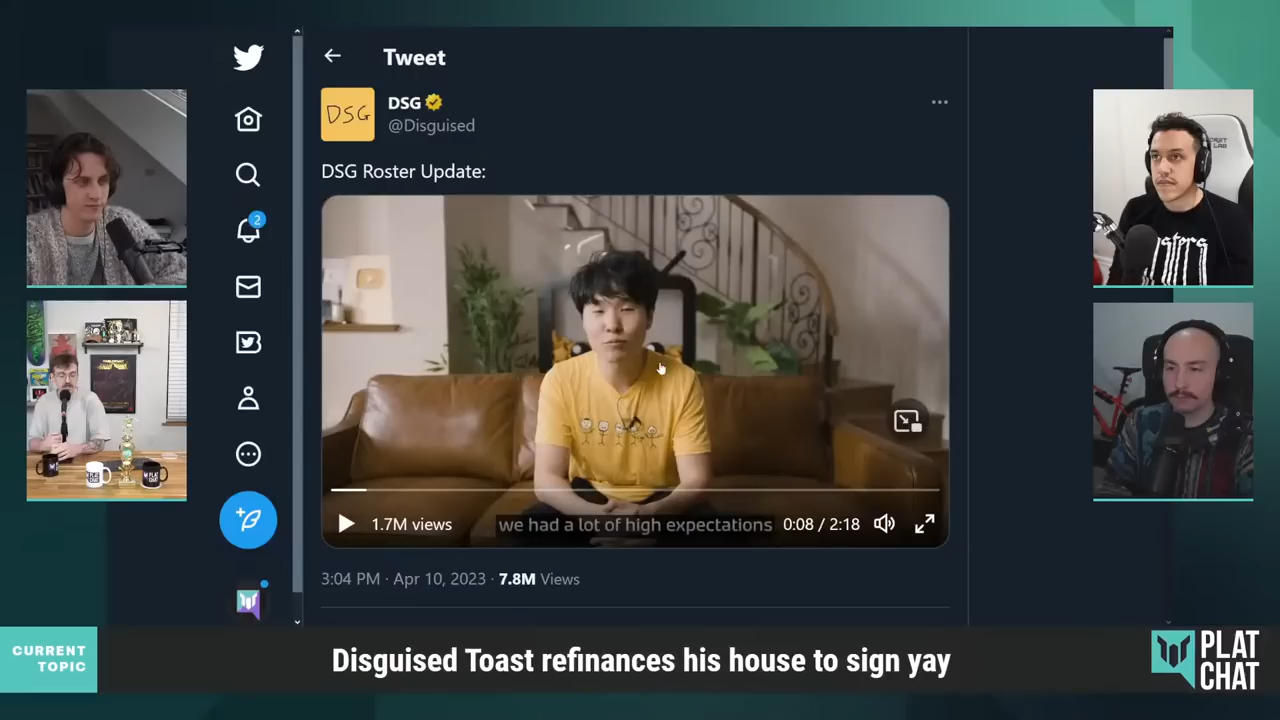 Tweet
DSG
DSG
@Disguised
DSG Roster Update:
2
we had a lot of high expectations
1.7M views
0:08 / 2:18
3:04 PM · Apr 10, 2023 · 7.8M Views
CURRENT
TOPIC
Disguised Toast refinances his house to sign yay
PLAT
CHAT